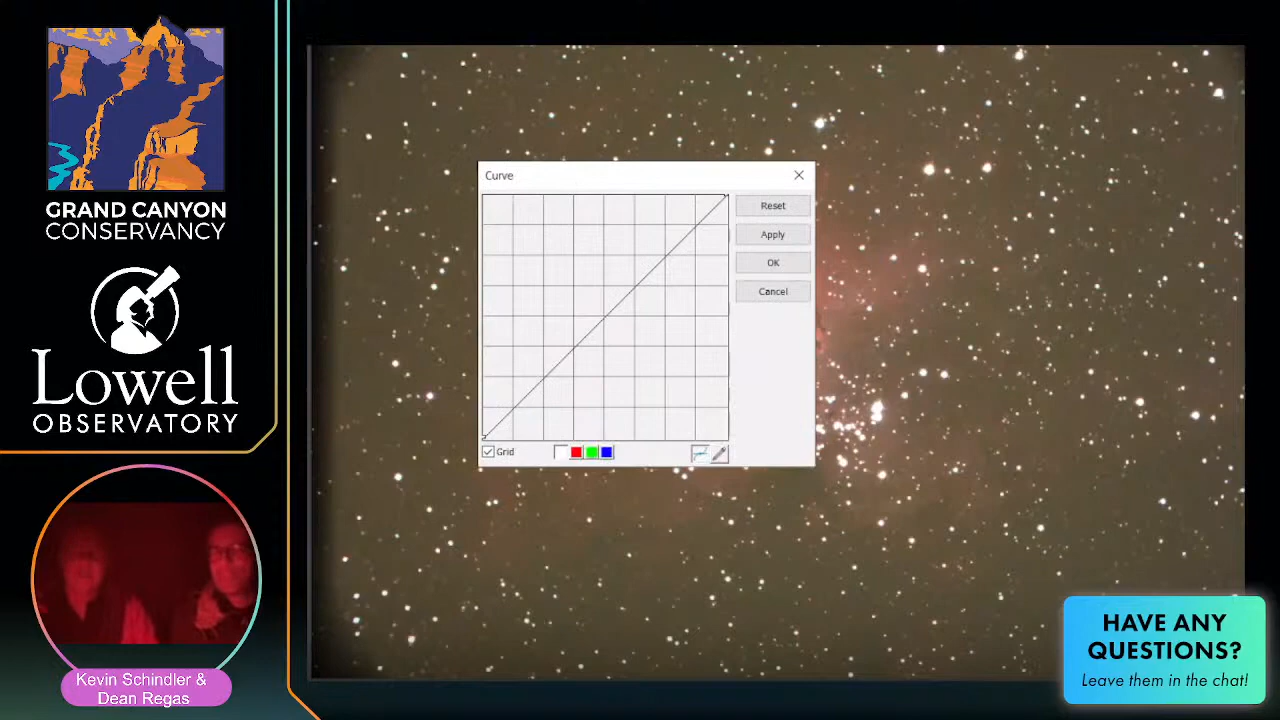 GRAND CANYON
CONSERVANCY
Lowell
OBSERVATORY
Kevin Schindler &
Dean Regas
Curve
Reset
Apply
OK
Cancel
Grid
HAVE ANY
QUESTIONS?
Leave them in the chat!